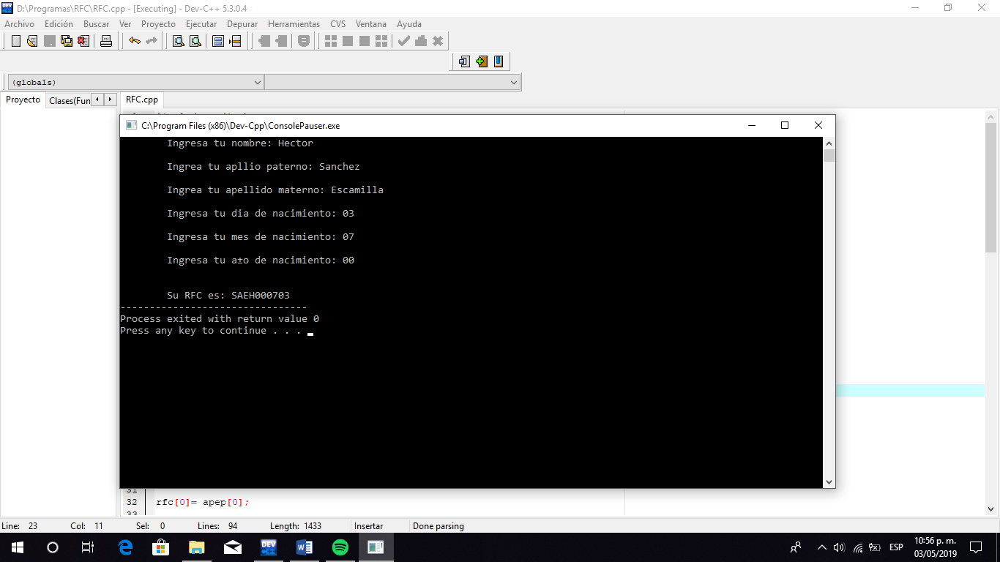 D:\Programas\RFC\RFC.cpp - [Executing] - Dev-C++ 5.3.0.4
Archivo Edición Buscar Ver Proyecto Ejecutar Depurar Herramientas CVS Ventana Ayuda
(globals)
Proyecto Clases(Fun RFC.cpp
C:\Program Files (x86)\Dev-Cpp\ConsolePauser.exe
Ingresa tu nombre: Hector
Ingrea tu apllio paterno: Sanchez
Ingrea tu apellido materno: Escamilla
Ingresa tu dia de nacimiento: 03
Ingresa tu mes de nacimiento: 07
Ingresa tu a±o de nacimiento: 00
Su RFC es: SAEH000703
--------------------------------
Process exited with return value 0
Press any key to continue . . .
31
32 rfc[0]= apep[0];
33
Line: 23 Col: 11 Sel: 0 Lines: 94 Length: 1433 Insertar Done parsing
DEV W ESP 10:56 p. m.
03/05/2019